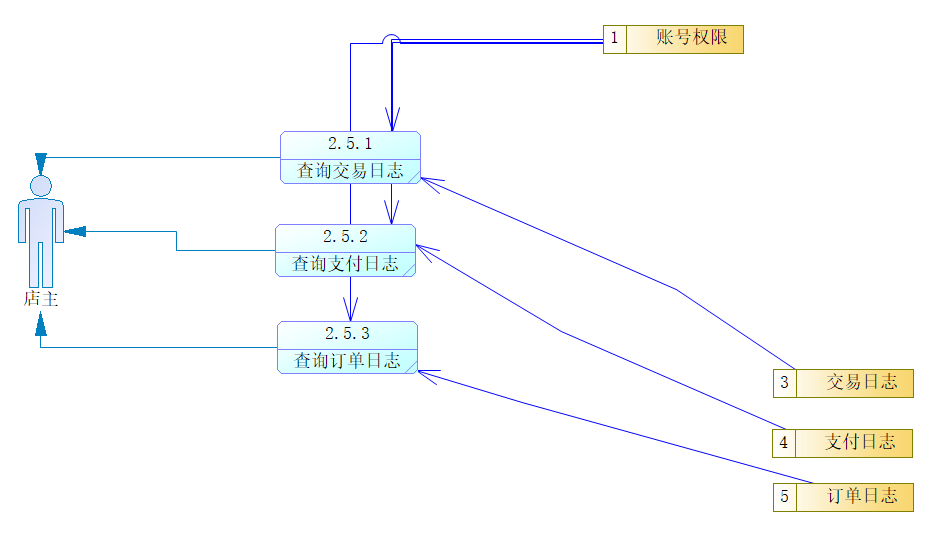 1 账号权限
2.5.1
查询交易日志
2.5.2
查询支付日志
店主
2.5.3
查询订单日志
3 交易日志
4 支付日志
5 订单日志